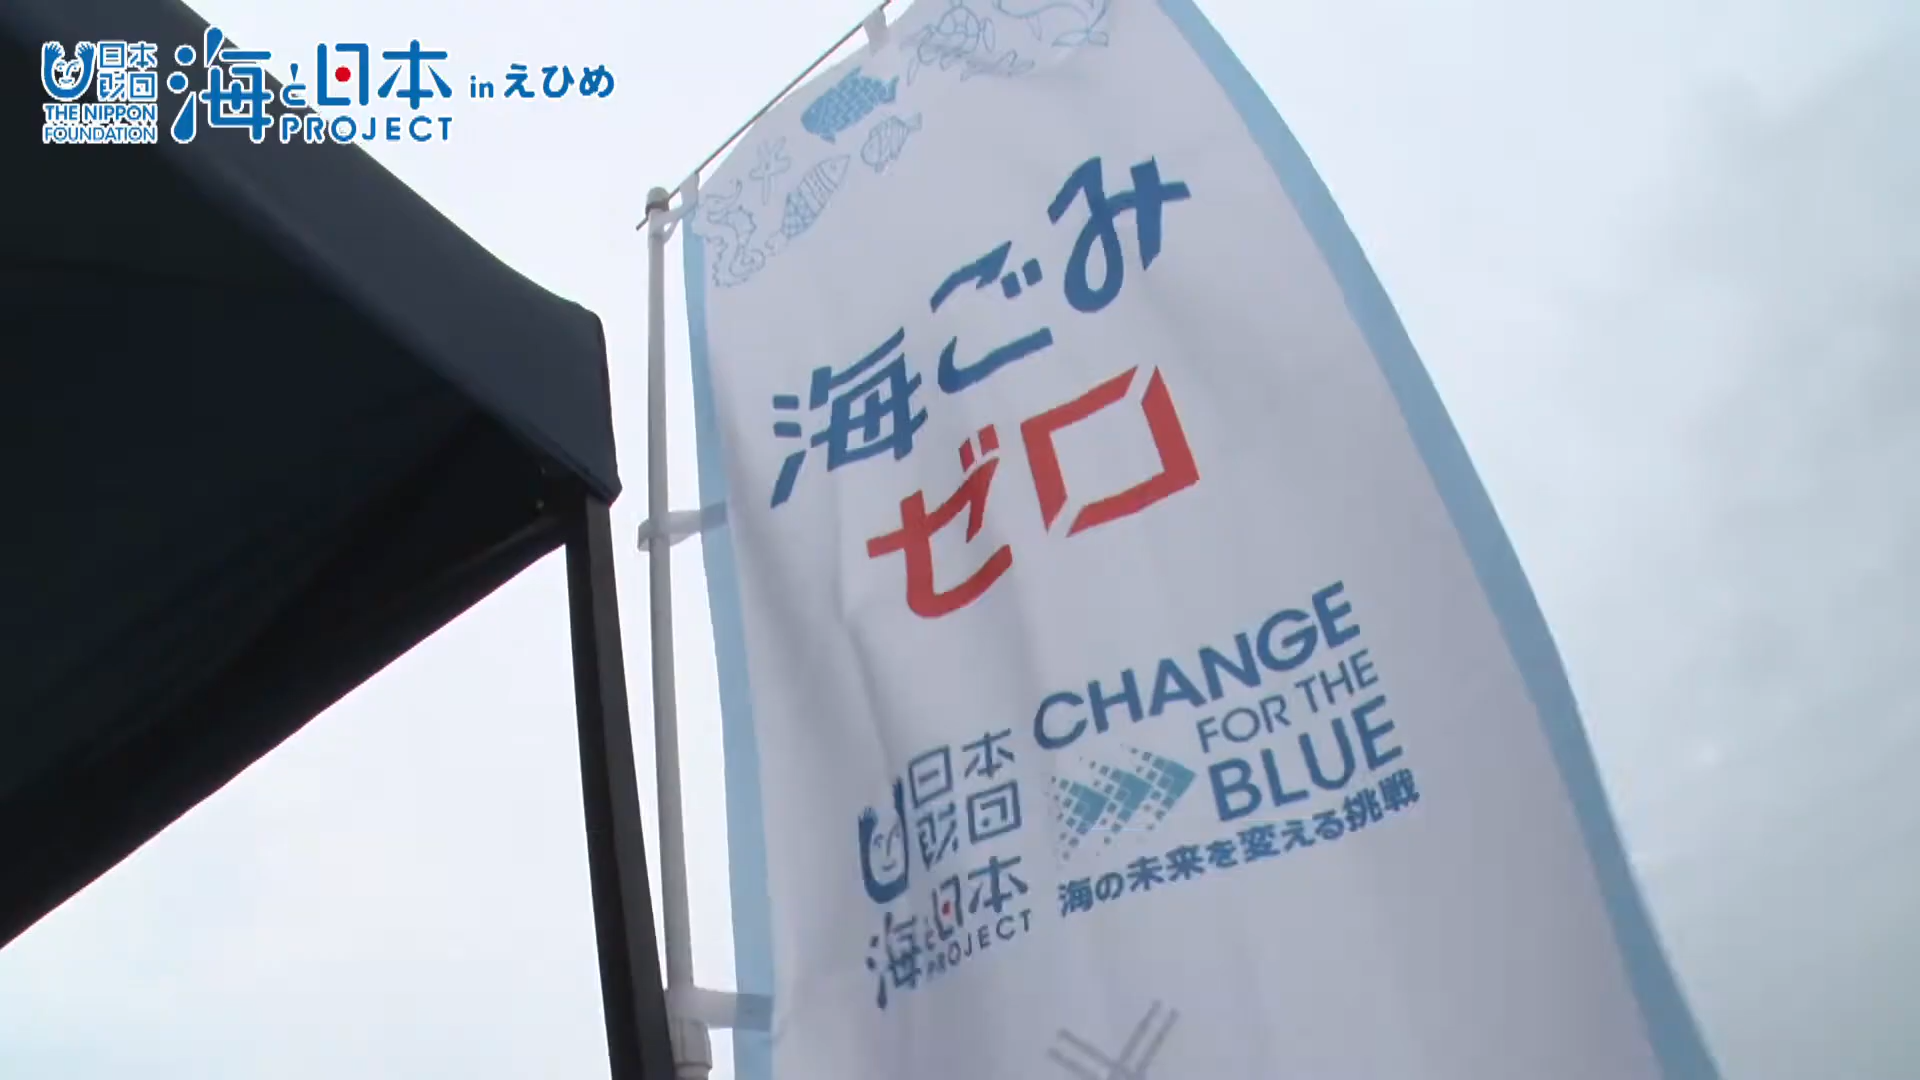 日本
財団
THE NIPPON
FOUNDATION
海と日本
PROJECT
in えひめ
海ごみ
ゼロ
CHANGE
FOR THE
BLUE
海の未来を変える挑戦
日本
財団
海と日本
PROJECT